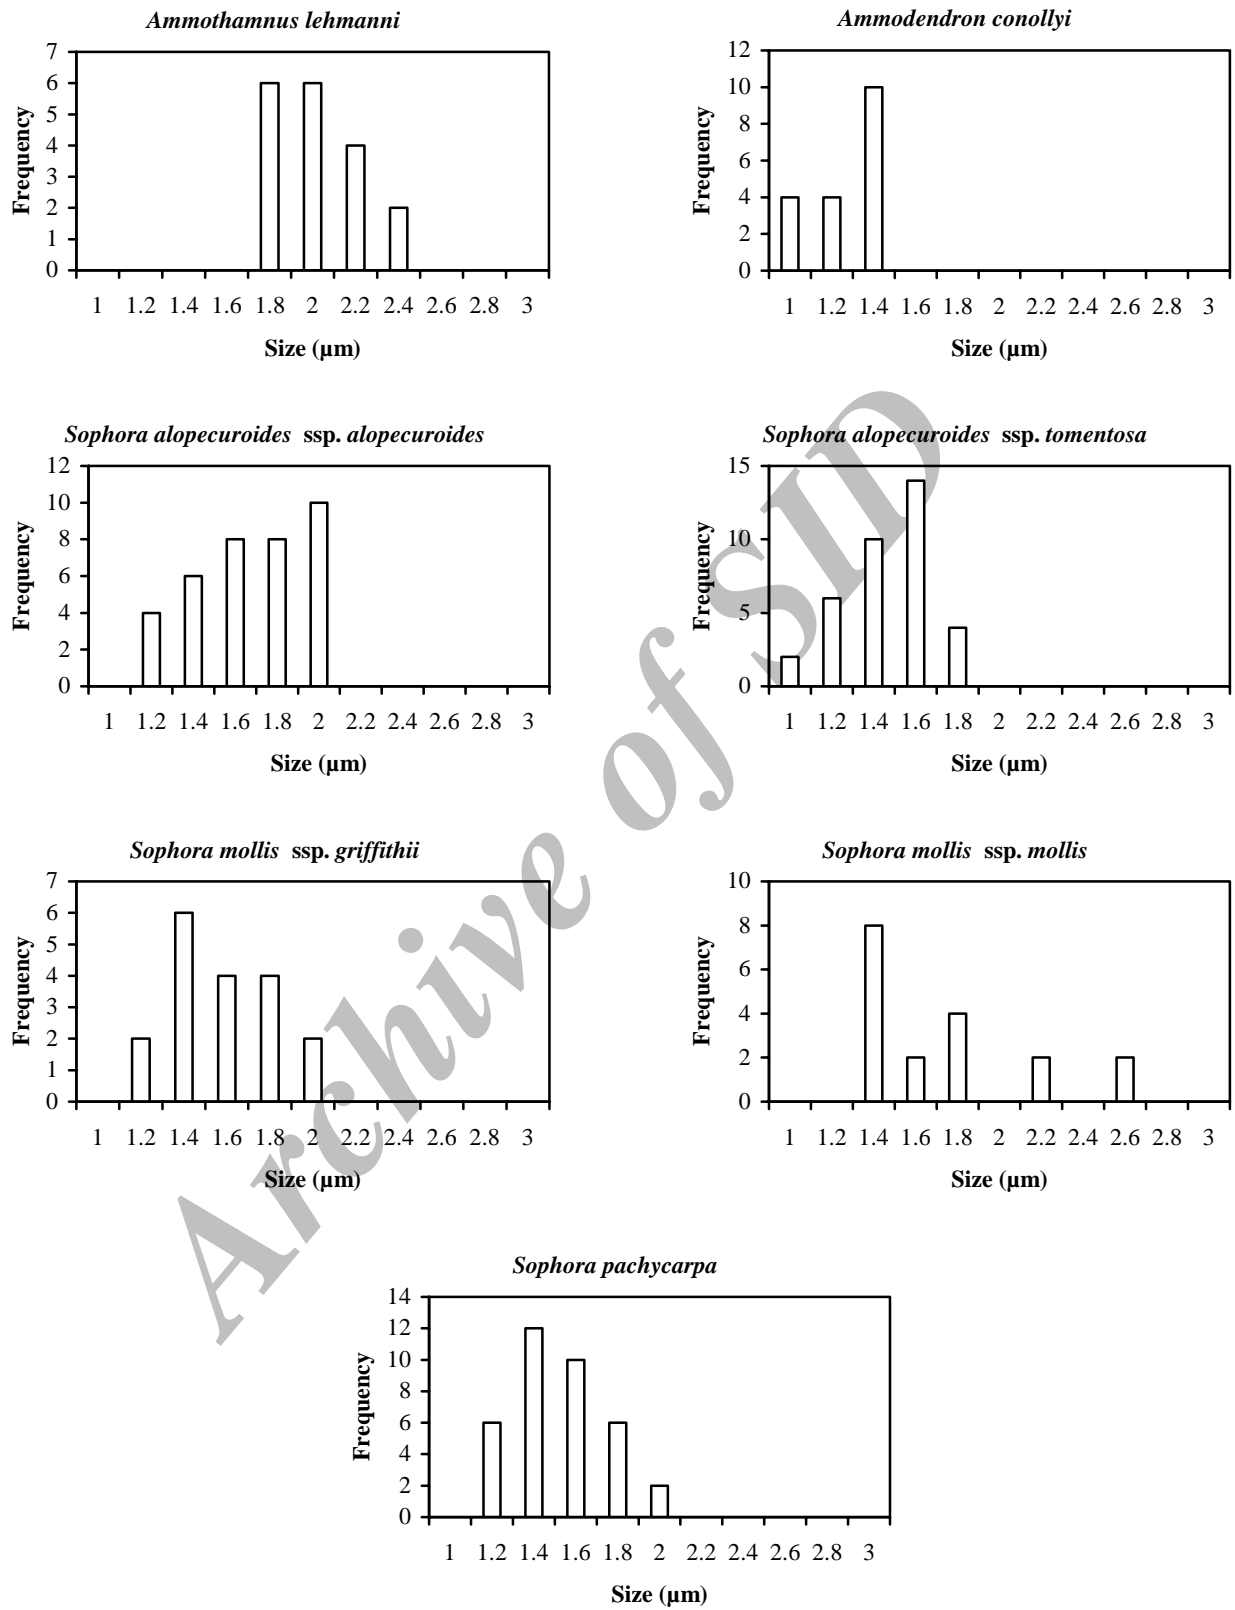 Ammothamnus lehmanni
7
6
5
4
3
2
1
0
Frequency
1 1.2 1.4 1.6 1.8 2 2.2 2.4 2.6 2.8 3
Size (µm)
Ammodendron conollyi
12
10
8
6
4
2
0
Frequency
1 1.2 1.4 1.6 1.8 2 2.2 2.4 2.6 2.8 3
Size (µm)
Sophora alopecuroides ssp. alopecuroides
12
10
8
6
4
2
0
Frequency
1 1.2 1.4 1.6 1.8 2 2.2 2.4 2.6 2.8 3
Size (µm)
Sophora alopecuroides ssp. tomentosa
15
10
5
0
Frequency
1 1.2 1.4 1.6 1.8 2 2.2 2.4 2.6 2.8 3
Size (µm)
Sophora mollis ssp. griffithii
7
6
5
4
3
2
1
0
Frequency
1 1.2 1.4 1.6 1.8 2 2.2 2.4 2.6 2.8 3
Size (µm)
Sophora mollis ssp. mollis
10
8
6
4
2
0
Frequency
1 1.2 1.4 1.6 1.8 2 2.2 2.4 2.6 2.8 3
Size (µm)
Sophora pachycarpa
14
12
10
8
6
4
2
0
Frequency
1 1.2 1.4 1.6 1.8 2 2.2 2.4 2.6 2.8 3
Size (µm)
Archive of SID